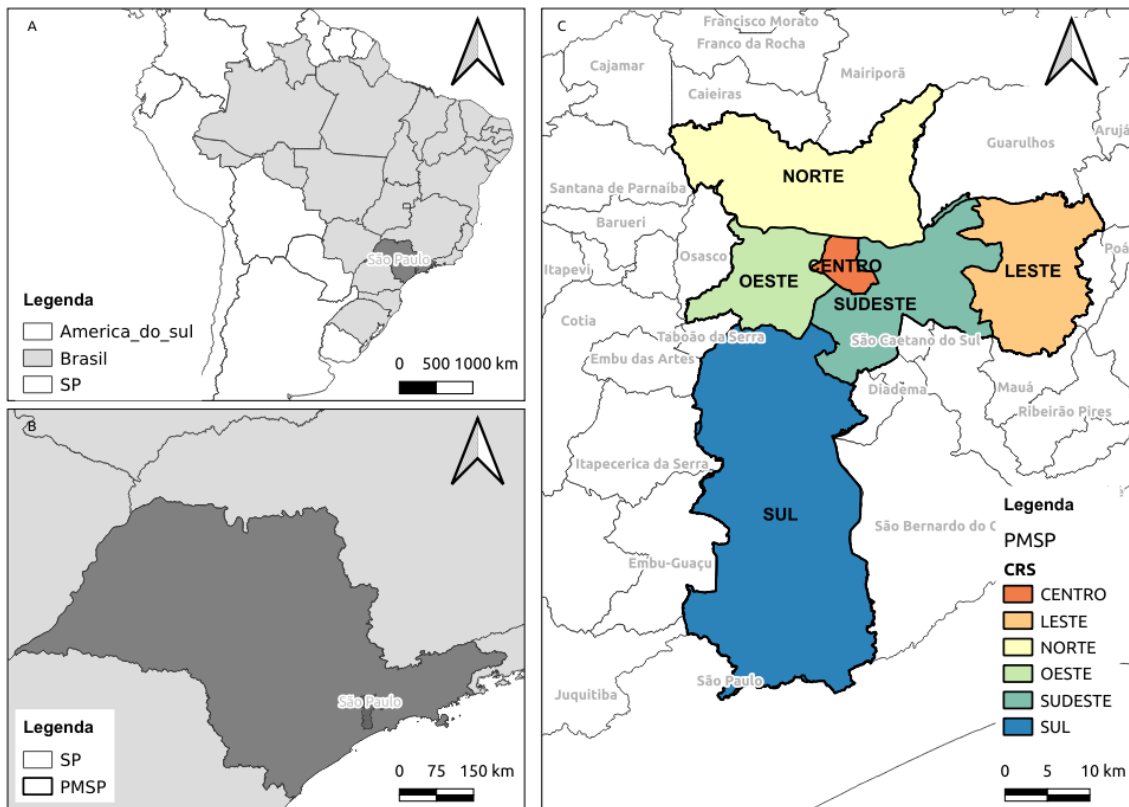 A
São Paulo
Legenda
America_do_sul
Brasil
SP
0 500 1000 km
B
São Paulo
Legenda
SP
PMSP
0 75 150 km
C
Francisco Morato
Franco da Rocha
Cajamar
Mairiporã
Caieiras
Arujá
Guarulhos
NORTE
Santana de Parnaíba
Barueri
Poá
Osasco
Itapevi
CENTRO
LESTE
OESTE
SUDESTE
Cotia
Taboão da Serra
São Caetano do Sul
Embu das Artes
Diadema
Mauá
Ribeirão Pires
Itapecerica da Serra
SUL
São Bernardo do C
Embu-Guaçu
São Paulo
Juquitiba
Legenda
PMSP
CRS
CENTRO
LESTE
NORTE
OESTE
SUDESTE
SUL
0 5 10 km